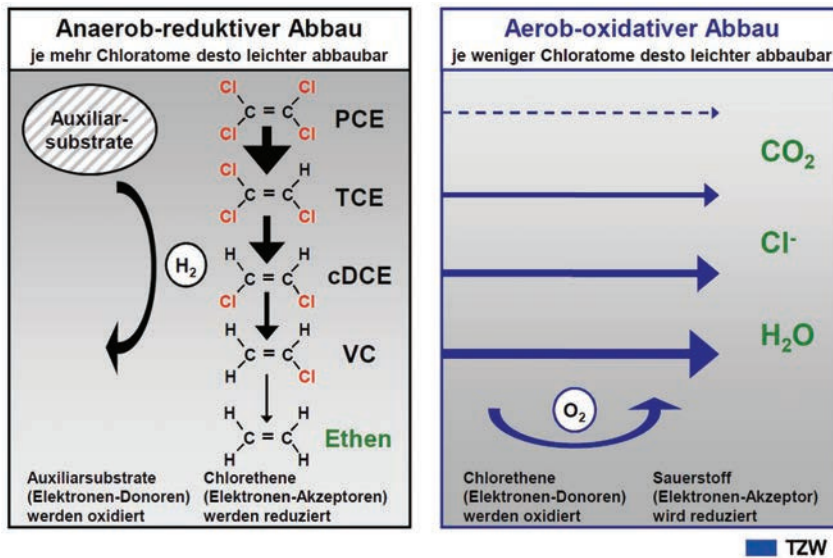 Anaerob-reduktiver Abbau
je mehr Chloratome desto leichter abbaubar
Auxiliar-
substrate
H₂
Cl Cl
C = C
Cl Cl
PCE
Cl H
C = C
Cl Cl
TCE
H H
C = C
Cl Cl
cDCE
H H
C = C
H Cl
VC
H H
C = C
H H
Ethen
Auxiliarsubstrate
(Elektronen-Donoren)
werden oxidiert
Chlorethene
(Elektronen-Akzeptoren)
werden reduziert
Aerob-oxidativer Abbau
je weniger Chloratome desto leichter abbaubar
CO₂
Cl⁻
H₂O
O₂
Chlorethene
(Elektronen-Donoren)
werden oxidiert
Sauerstoff
(Elektronen-Akzeptor)
wird reduziert
TZW